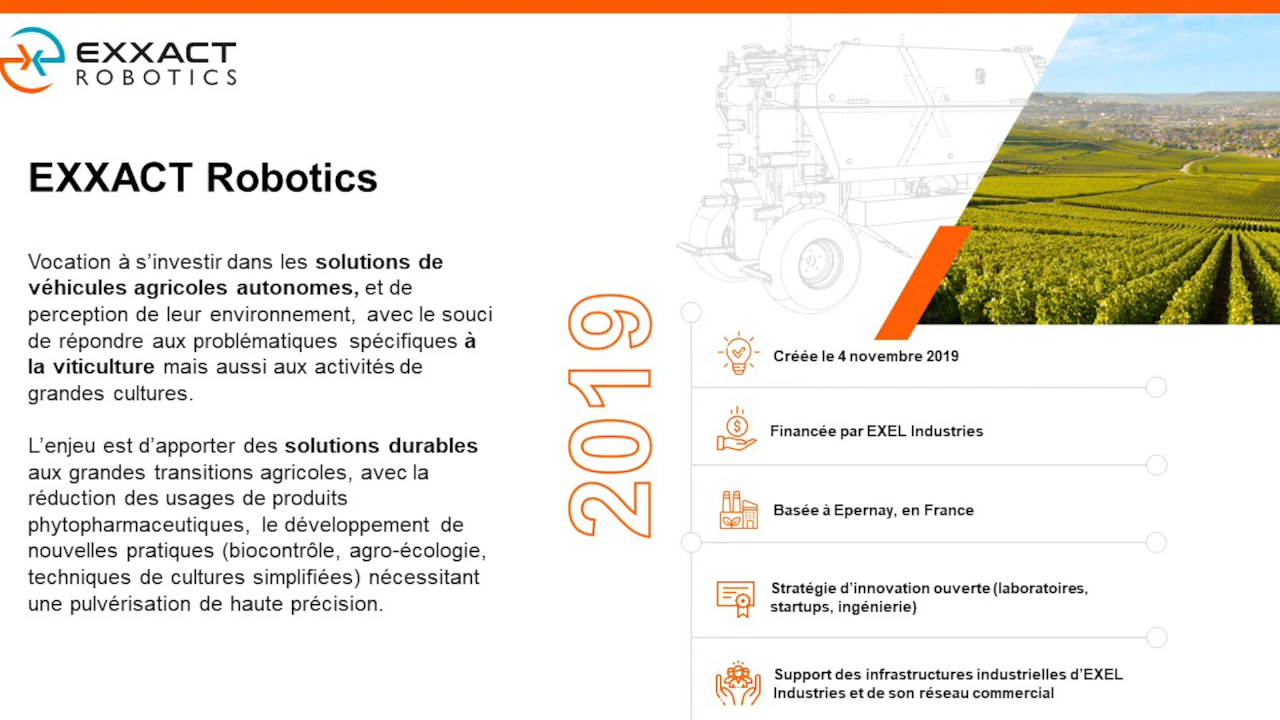 EXXACT
ROBOTICS
EXXACT Robotics
Vocation à s’investir dans les solutions de
véhicules agricoles autonomes, et de
perception de leur environnement, avec le souci
de répondre aux problématiques spécifiques à
la viticulture mais aussi aux activités de
grandes cultures.
L’enjeu est d’apporter des solutions durables
aux grandes transitions agricoles, avec la
réduction des usages de produits
phytopharmaceutiques, le développement de
nouvelles pratiques (biocontrôle, agro-écologie,
techniques de cultures simplifiées) nécessitant
une pulvérisation de haute précision.
2019
Créée le 4 novembre 2019
Financée par EXEL Industries
Basée à Epernay, en France
Stratégie d’innovation ouverte (laboratoires,
startups, ingénierie)
Support des infrastructures industrielles d’EXEL
Industries et de son réseau commercial